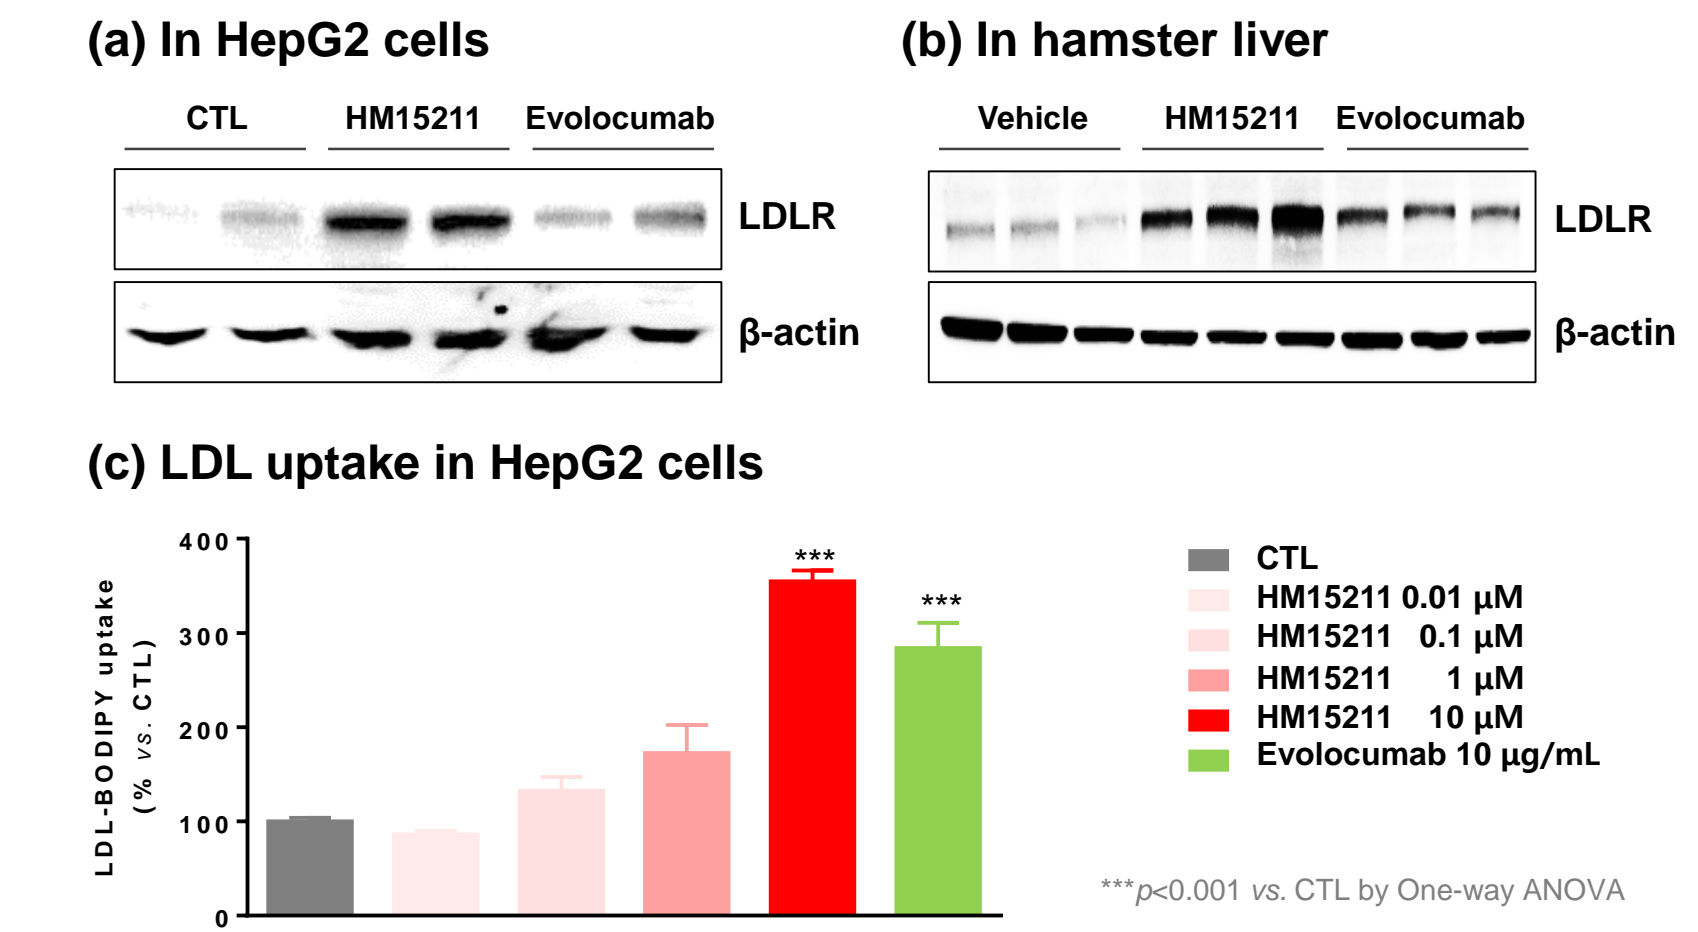 (a) In HepG2 cells
CTL HM15211 Evolocumab
LDLR
β-actin
(b) In hamster liver
Vehicle HM15211 Evolocumab
LDLR
β-actin
(c) LDL uptake in HepG2 cells
LDL-BODIPY uptake
(% vs. CTL)
400
300
200
100
0
***
***
CTL
HM15211 0.01 μM
HM15211 0.1 μM
HM15211 1 μM
HM15211 10 μM
Evolocumab 10 μg/mL
***p<0.001 vs. CTL by One-way ANOVA